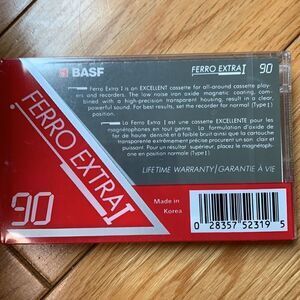 BASF
FERRO EXTRA I 90
Ferro Extra I is an EXCELLENT cassette for all-around cassette play-
ers and recorders. The low noise iron oxide magnetic coating, com-
bined with a high-precision transparent housing, result in a clear,
powerful sound. For best results, set the recorder for normal (Type I)
position.
La Ferro Extra I est une cassette EXCELLENTE pour les
magnétophones en tout genre. La formulation d'oxide de
fer de haute densité et à faible bruit ainsi que la cartouche
transparente extrêmement précise procurent un son clair et
puissant. Pour un résultat supérieur, placez le magnéto-
phone en position normale (Type I).
LIFETIME WARRANTY/GARANTIE À VIE
FERRO EXTRA I
90
Made in
Korea
0 28357 52319 5